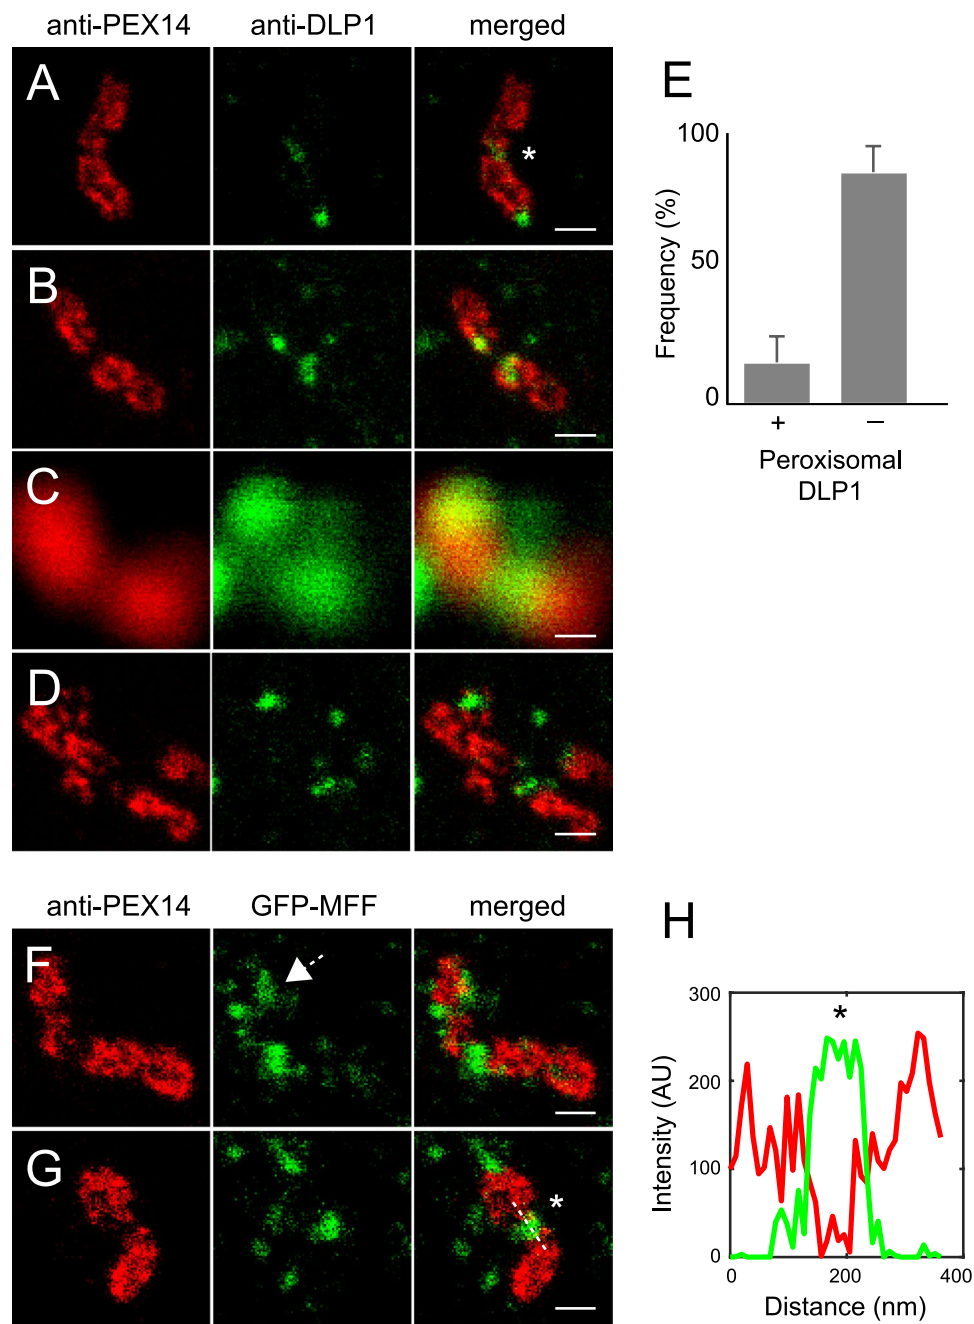 anti-PEX14 anti-DLP1 merged
A
*
B
C
D
E
100
50
0
Frequency (%)
+ –
Peroxisomal
DLP1
anti-PEX14 GFP-MFF merged
F
G
*
H
300
200
100
0
Intensity (AU)
*
0 200 400
Distance (nm)